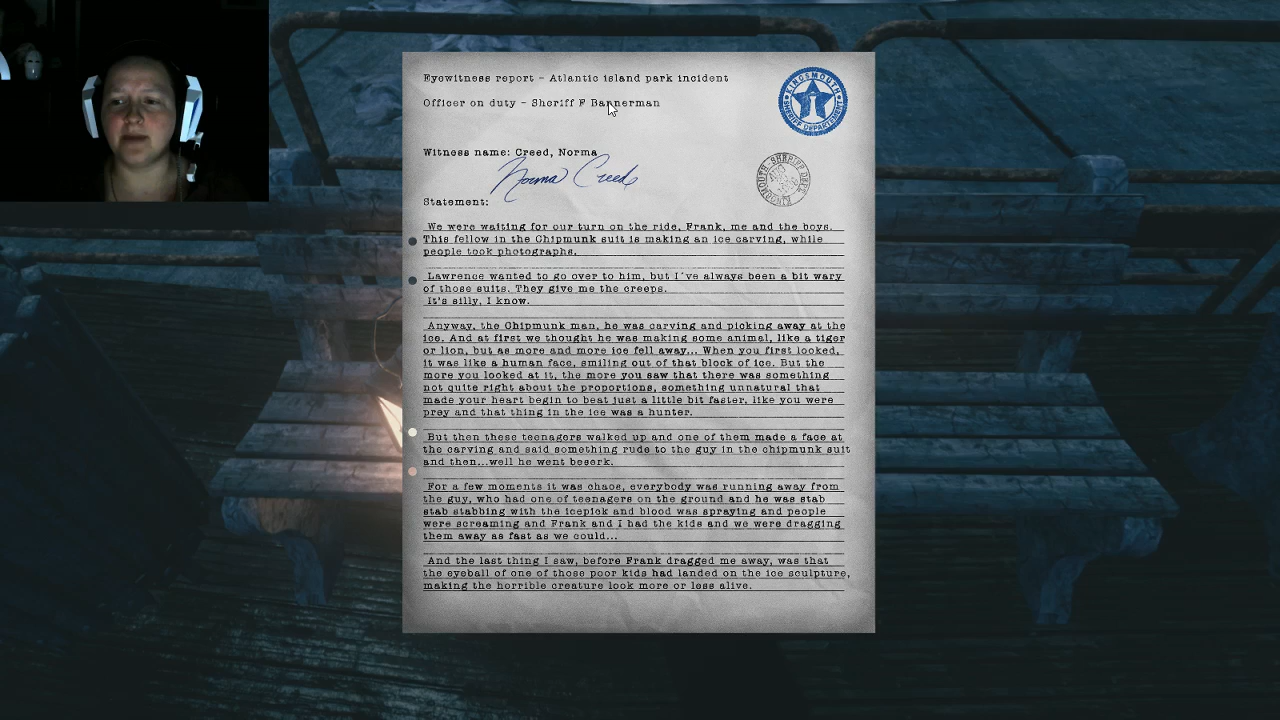 Eyewitness report - Atlantic island park incident
Officer on duty - Sheriff F Bannerman
KINGSMOUTH
SHERIFF DEPARTMENT
Witness name: Creed, Norma
Norma Creed
Statement:
We were waiting for our turn on the ride, Frank, me and the boys.
This fellow in the Chipmunk suit is making an ice carving, while
people took photographs.
Lawrence wanted to go over to him, but I've always been a bit wary
of those suits. They give me the creeps.
It's silly, I know.
Anyway, the Chipmunk man, he was carving and picking away at the
ice. And at first we thought he was making some animal, like a tiger
or lion, but as more and more ice fell away... When you first looked,
it was like a human face, smiling out of that block of ice. But the
more you looked at it, the more you saw that there was something
not quite right about the proportions, something unnatural that
made your heart begin to beat just a little bit faster, like you were
prey and that thing in the ice was a hunter.
But then these teenagers walked up and one of them made a face at
the carving and said something rude to the guy in the chipmunk suit
and then...well he went beserk.
For a few moments it was chaos, everybody was running away from
the guy, who had one of teenagers on the ground and he was stab
stab stabbing with the icepick and blood was spraying and people
were screaming and Frank and I had the kids and we were dragging
them away as fast as we could...
And the last thing I saw, before Frank dragged me away, was that
the eyeball of one of those poor kids had landed on the ice sculpture,
making the horrible creature look more or less alive.